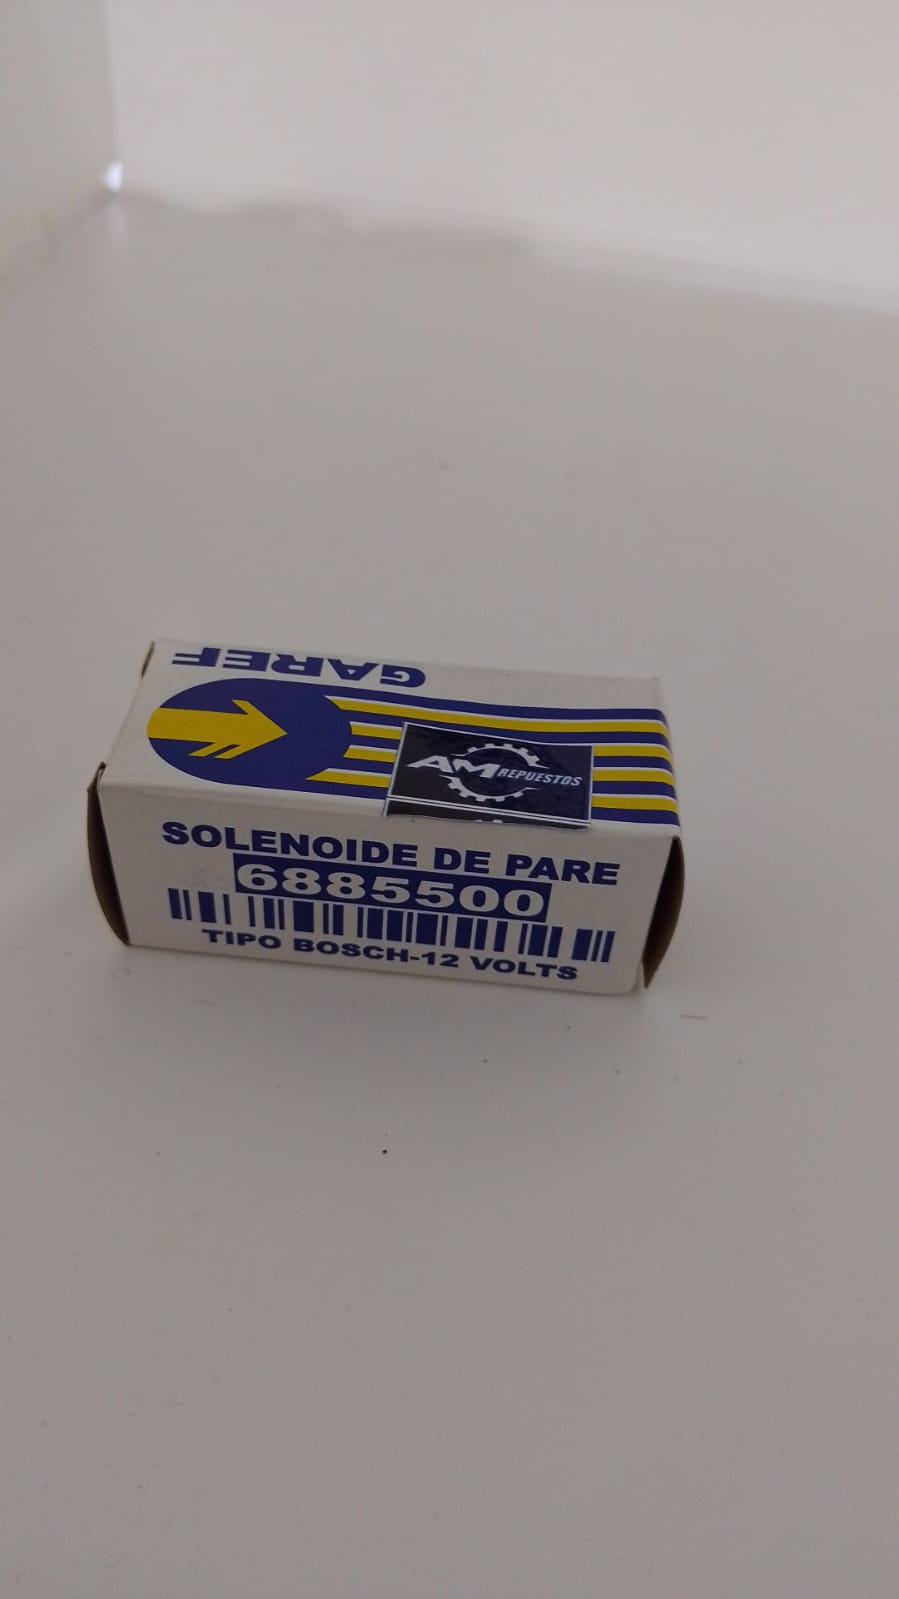 GAREF
AM REPUESTOS
SOLENOIDE DE PARE
6885500
TIPO BOSCH-12 VOLTS